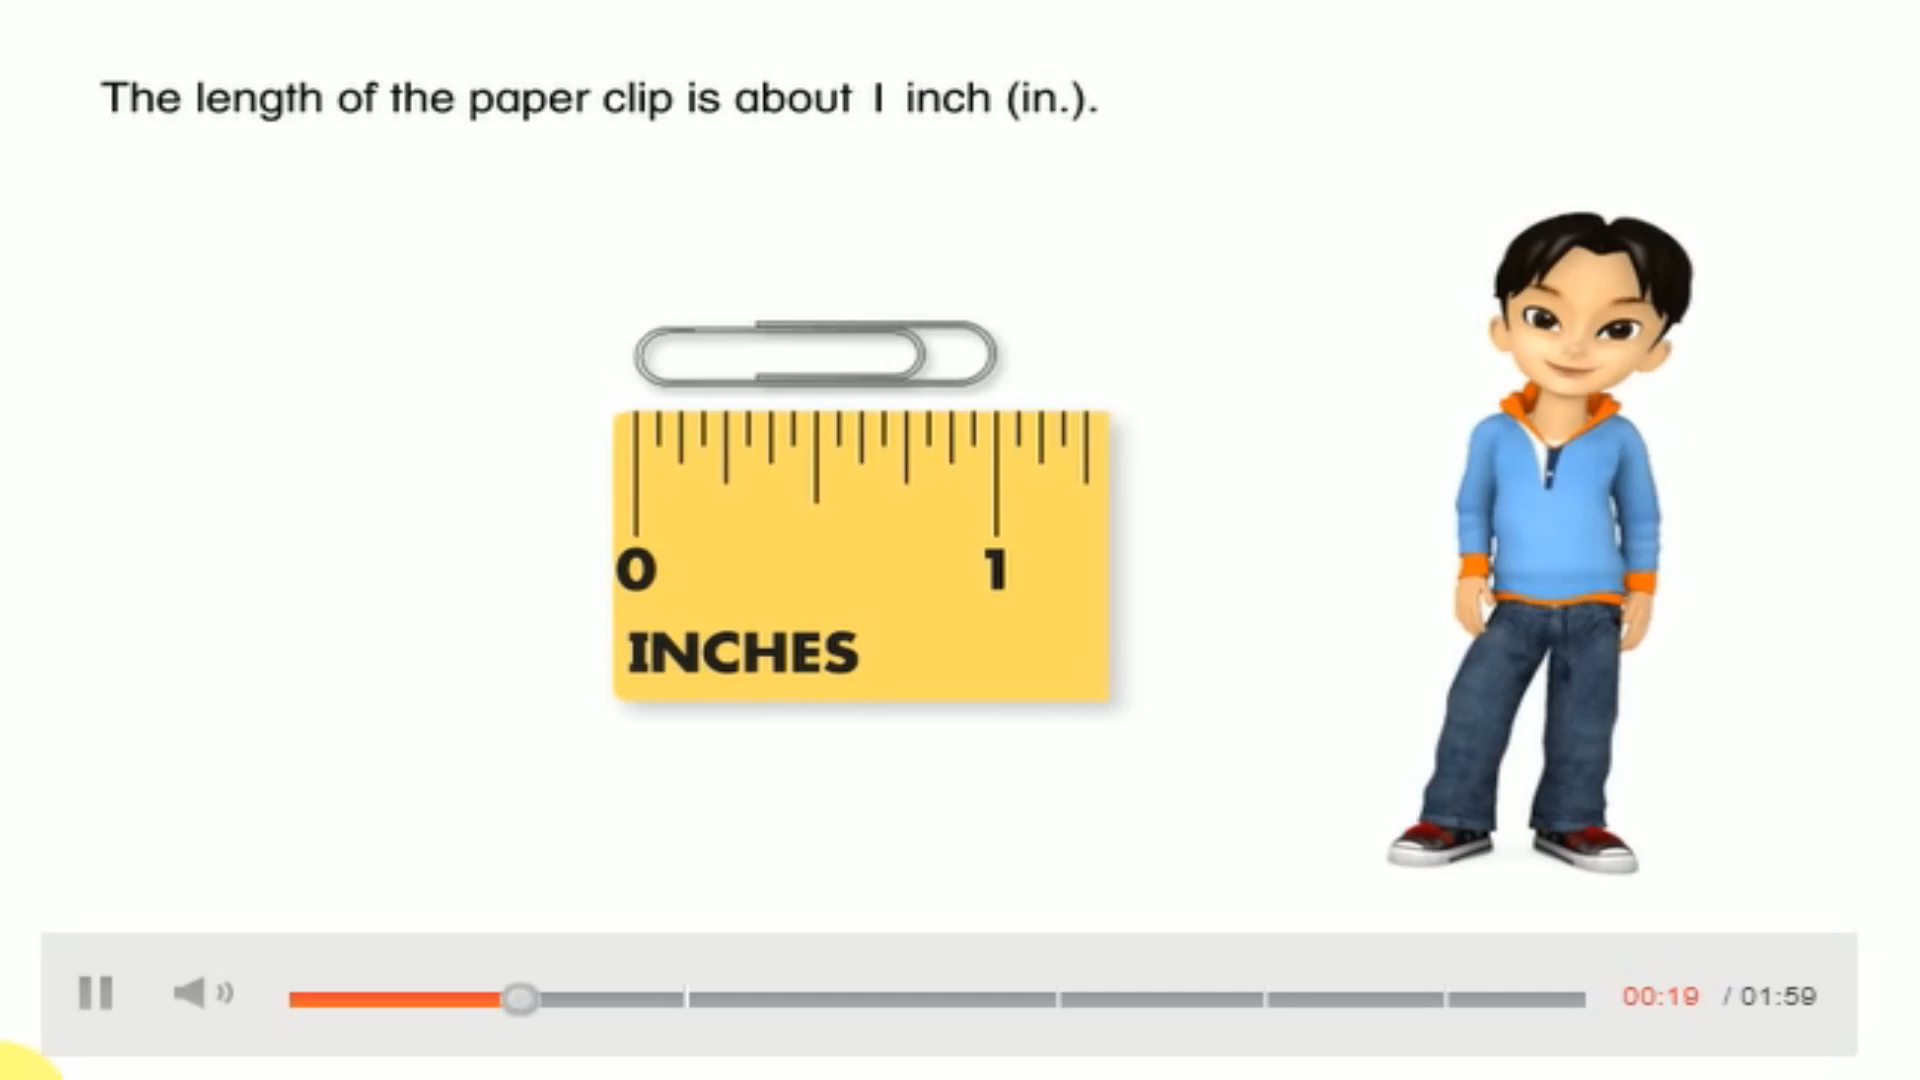 The length of the paper clip is about 1 inch (in.).
0 1
INCHES
00:19 / 01:59